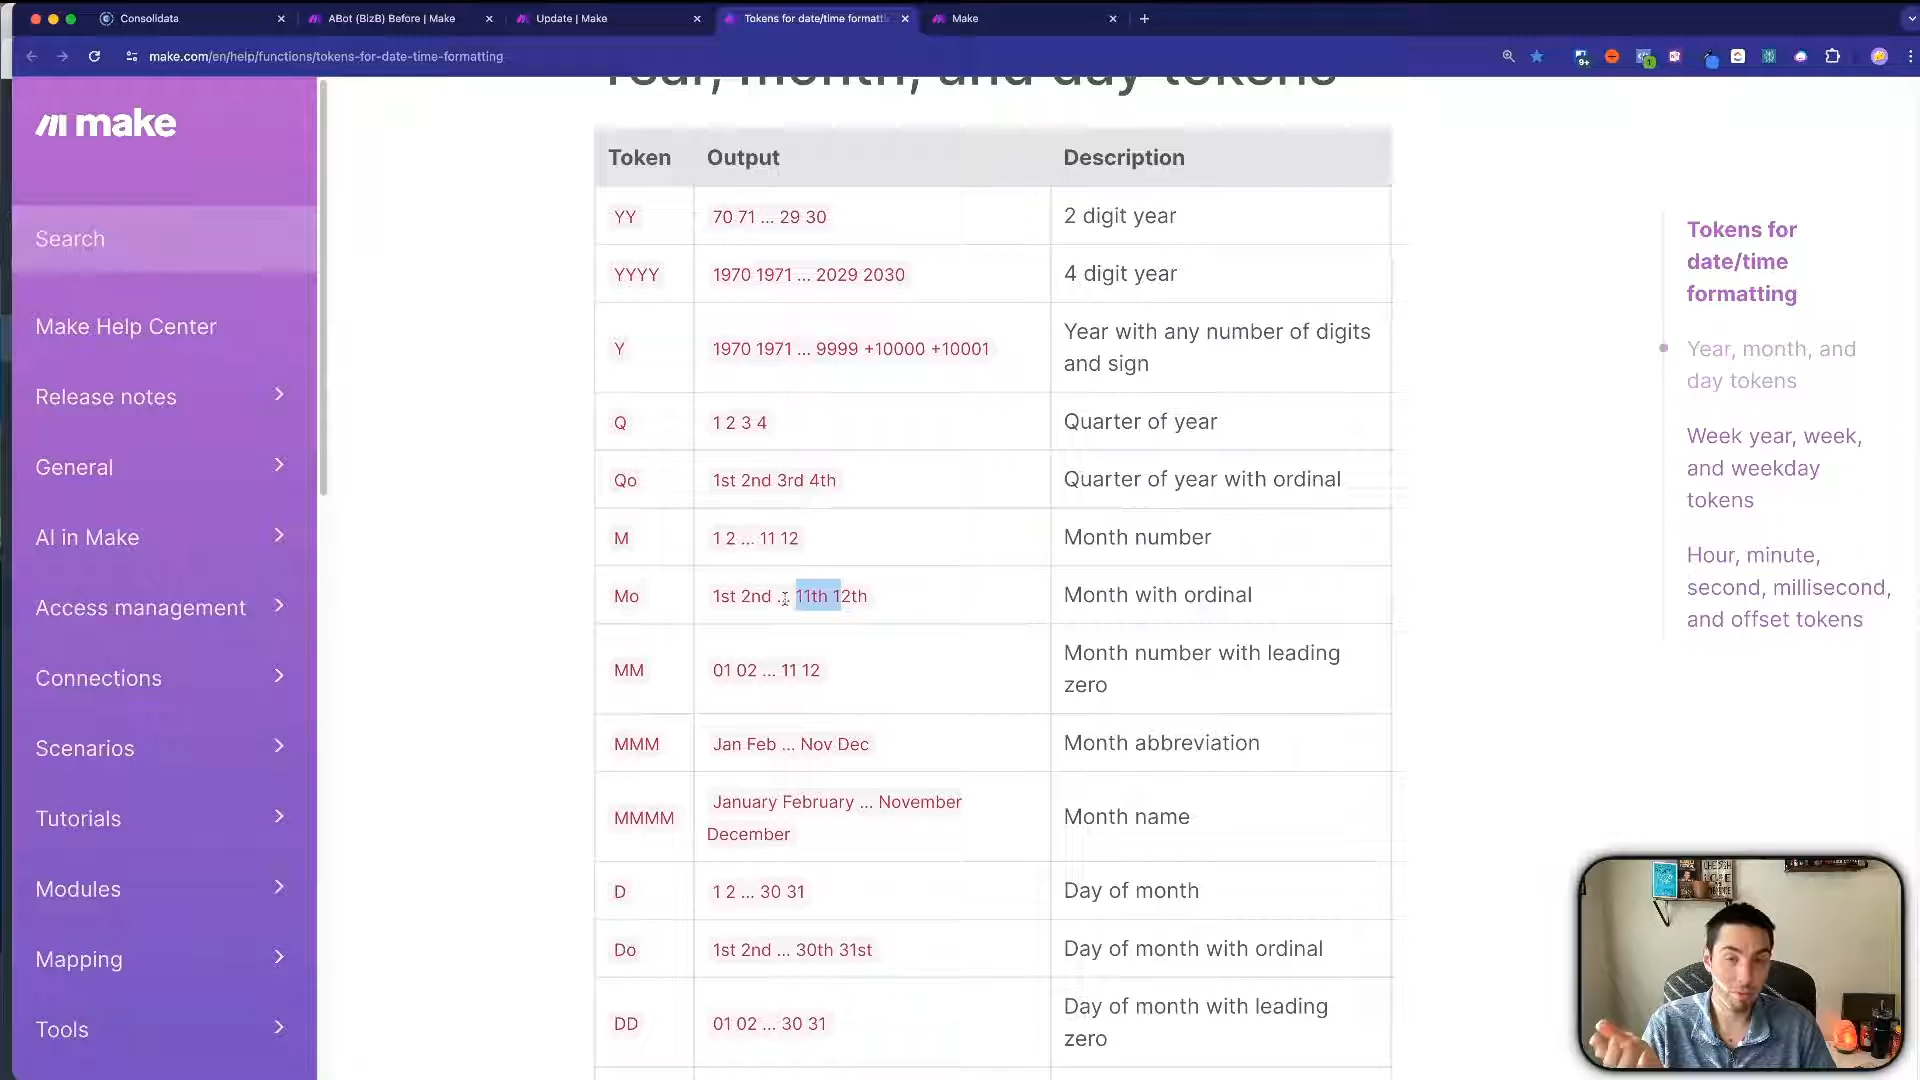 Consolidata
ABot (BizB) Before | Make
Update | Make
Tokens for date/time formatti
Make
make.com/en/help/functions/tokens-for-date-time-formatting
9+
1
make
Search
Make Help Center
Release notes
General
AI in Make
Access management
Connections
Scenarios
Tutorials
Modules
Mapping
Tools
Year, month, and day tokens
Token Output Description
YY 70 71 ... 29 30 2 digit year
YYYY 1970 1971 ... 2029 2030 4 digit year
Y 1970 1971 ... 9999 +10000 +10001 Year with any number of digits
and sign
Q 1 2 3 4 Quarter of year
Qo 1st 2nd 3rd 4th Quarter of year with ordinal
M 1 2 ... 11 12 Month number
Mo 1st 2nd ... 11th 12th Month with ordinal
MM 01 02 ... 11 12 Month number with leading
zero
MMM Jan Feb ... Nov Dec Month abbreviation
MMMM January February ... November
December Month name
D 1 2 ... 30 31 Day of month
Do 1st 2nd ... 30th 31st Day of month with ordinal
DD 01 02 ... 30 31 Day of month with leading
zero
Tokens for
date/time
formatting
Year, month, and
day tokens
Week year, week,
and weekday
tokens
Hour, minute,
second, millisecond,
and offset tokens